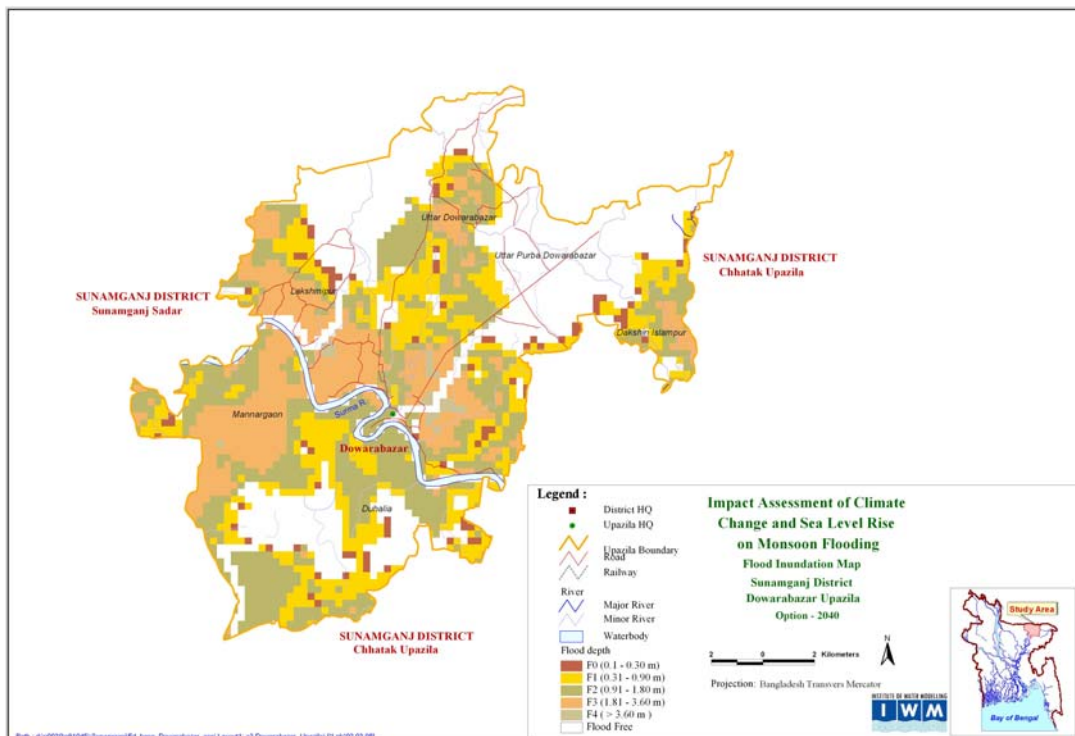 Uttar Dowarabazar
Uttar Purba Dowarabazar
SUNAMGANJ DISTRICT
Chhatak Upazila
SUNAMGANJ DISTRICT
Sunamganj Sadar
Lakshmipur
Dakshin Islampur
Mannargaon
Surma R.
Dowarabazar
Duhalia
SUNAMGANJ DISTRICT
Chhatak Upazila
Legend :
District HQ
Upazila HQ
Upazila Boundary
Road
Railway
River
Major River
Minor River
Waterbody
Flood depth
F0 (0.1 - 0.30 m)
F1 (0.31 - 0.90 m)
F2 (0.91 - 1.80 m)
F3 (1.81 - 3.60 m)
F4 ( > 3.60 m )
Flood Free
Impact Assessment of Climate
Change and Sea Level Rise
on Monsoon Flooding
Flood Inundation Map
Sunamganj District
Dowarabazar Upazila
Option - 2040
2 0 2 Kilometers
N
Projection: Bangladesh Transvers Mercator
INSTITUTE OF WATER MODELLING
IWM
Study Area
Bay of Bengal